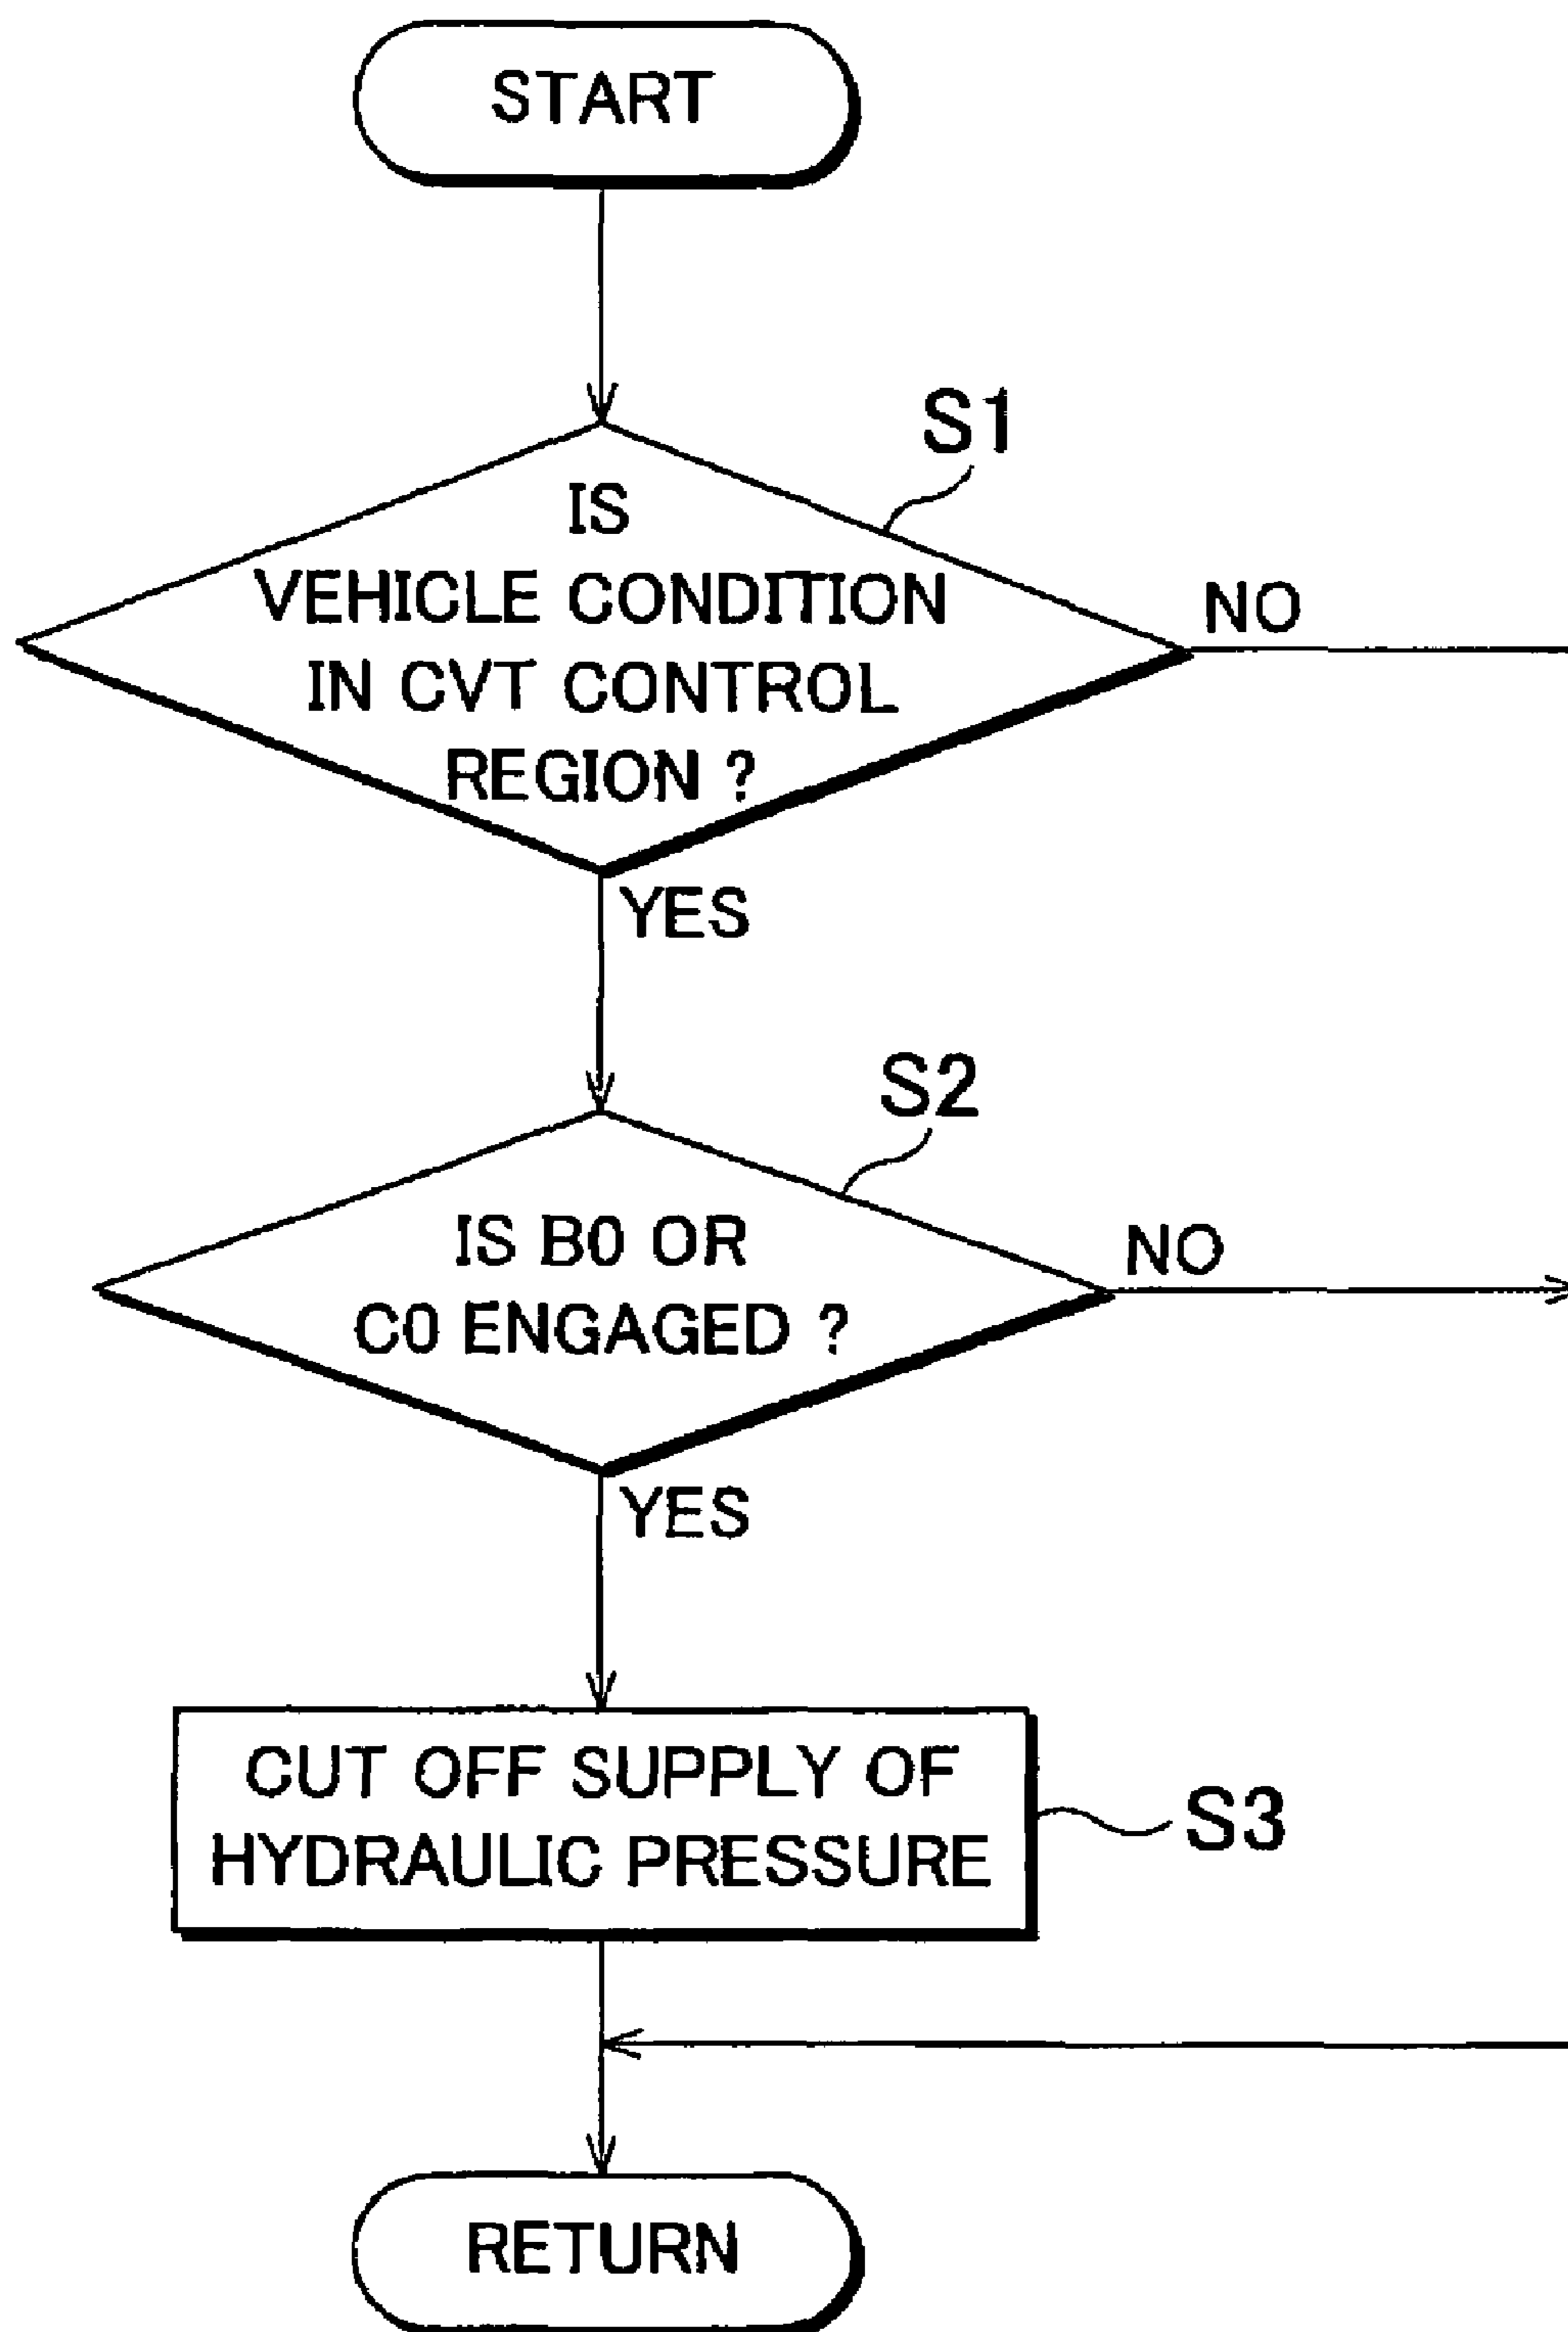 START
S1
IS
VEHICLE CONDITION
IN CVT CONTROL
REGION ?
NO
YES
S2
IS B0 OR
C0 ENGAGED ?
NO
YES
CUT OFF SUPPLY OF
HYDRAULIC PRESSURE
S3
RETURN